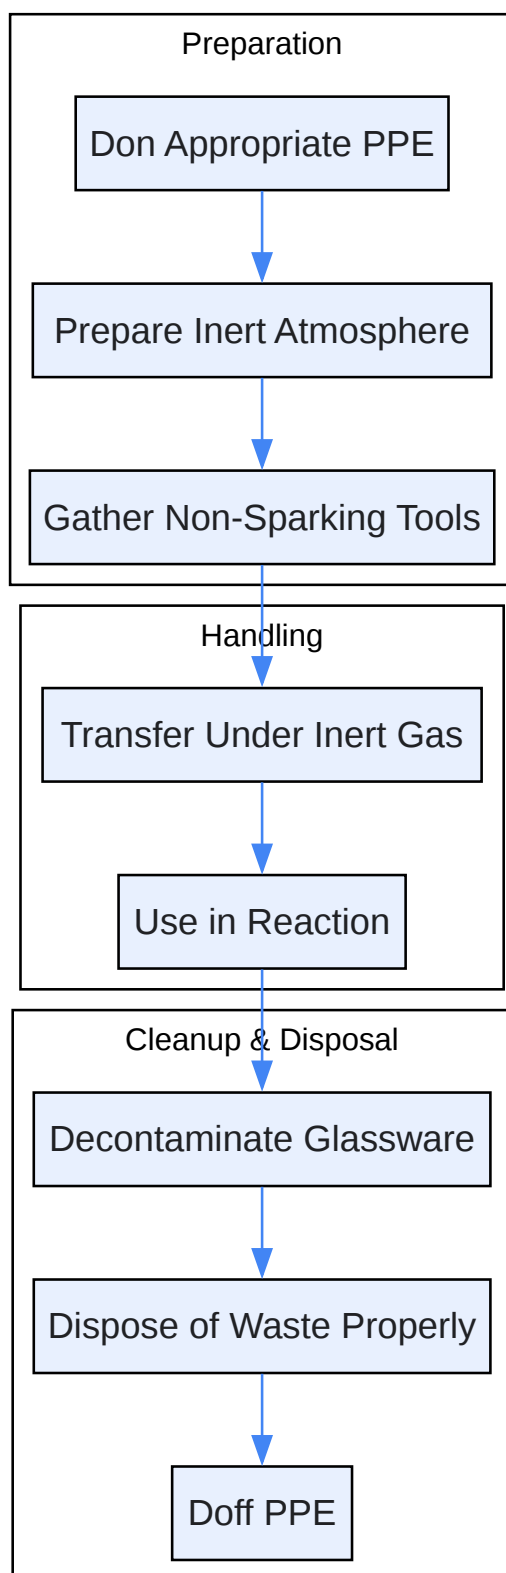 Preparation
Don Appropriate PPE
Prepare Inert Atmosphere
Gather Non-Sparking Tools
Handling
Transfer Under Inert Gas
Use in Reaction
Cleanup & Disposal
Decontaminate Glassware
Dispose of Waste Properly
Doff PPE